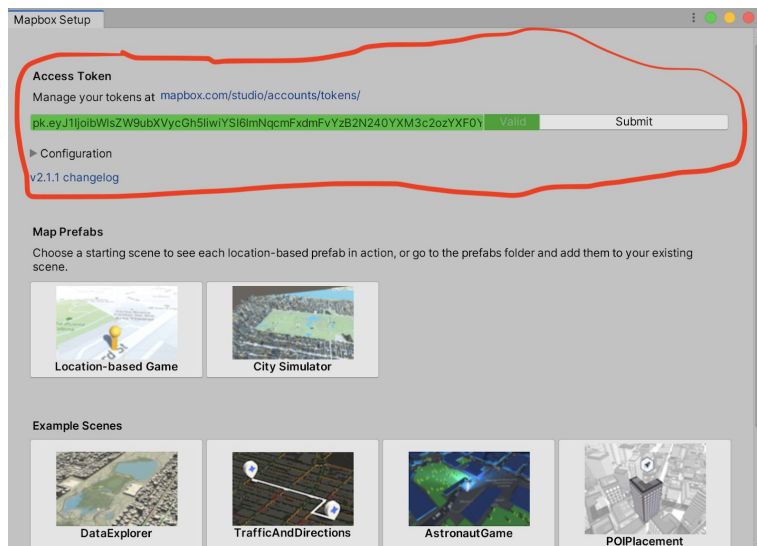 Mapbox Setup
Access Token
Manage your tokens at mapbox.com/studio/accounts/tokens/
pk.eyJ1IjoibWlsZW9ubXVycGh5IiwiYSI6ImNqcmFxdmFvYzB2N240YXM3c2ozYXF0Y Valid Submit
Configuration
v2.1.1 changelog
Map Prefabs
Choose a starting scene to see each location-based prefab in action, or go to the prefabs folder and add them to your existing
scene.
Location-based Game City Simulator
Example Scenes
DataExplorer TrafficAndDirections AstronautGame POIPlacement